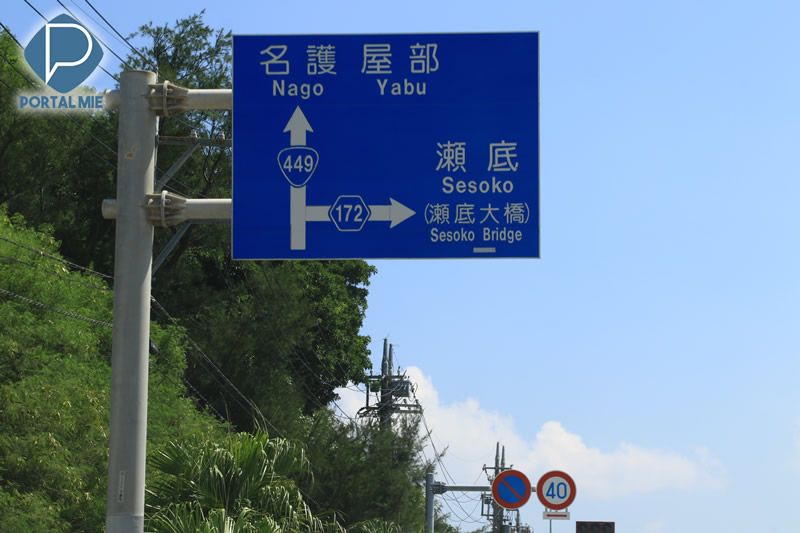 P
PORTAL MIE
名護 屋部
Nago Yabu
449
瀬底
Sesoko
172
(瀬底大橋)
Sesoko Bridge
40